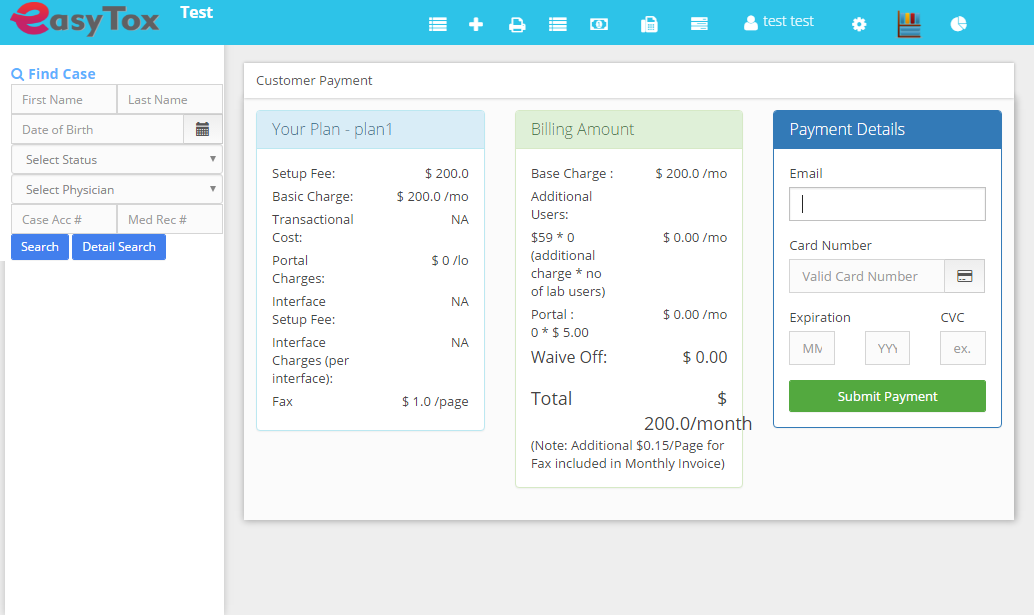 easyTox
Test
test test
Find Case
First Name
Last Name
Date of Birth
Select Status
Select Physician
Case Acc #
Med Rec #
Search
Detail Search
Customer Payment
Your Plan - plan1
Setup Fee:
$ 200.0
Basic Charge:
$ 200.0 /mo
Transactional
Cost:
NA
Portal
Charges:
$ 0 /lo
Interface
Setup Fee:
NA
Interface
Charges (per
interface):
NA
Fax
$ 1.0 /page
Billing Amount
Base Charge :
$ 200.0 /mo
Additional
Users:
$59 * 0
(additional
charge * no
of lab users)
$ 0.00 /mo
Portal :
0 * $ 5.00
$ 0.00 /mo
Waive Off:
$ 0.00
Total
$
200.0/month
(Note: Additional $0.15/Page for
Fax included in Monthly Invoice)
Payment Details
Email
Card Number
Valid Card Number
Expiration
CVC
MM
YYY
ex.
Submit Payment